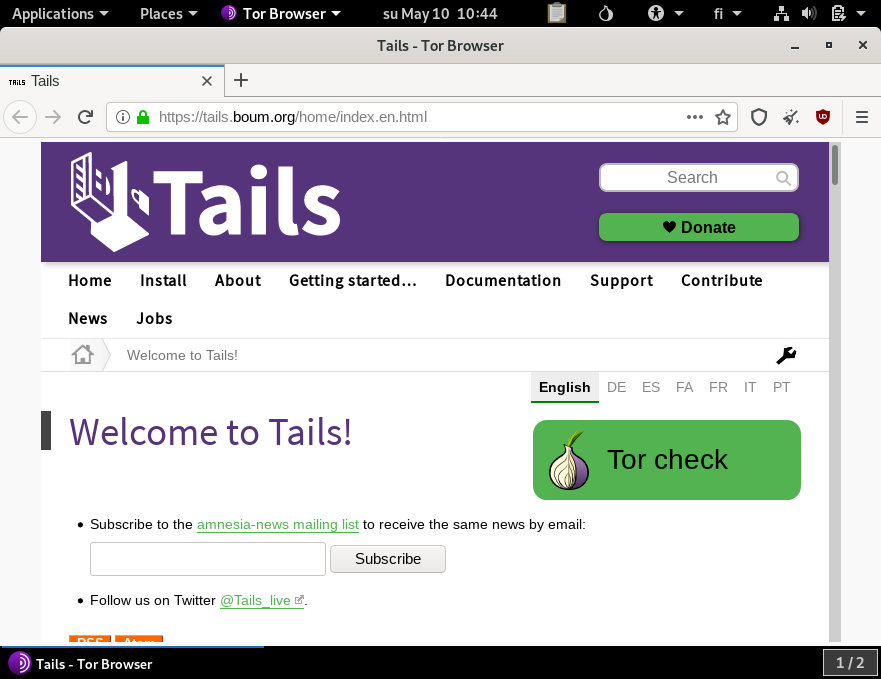 Applications Places Tor Browser su May 10 10:44 fi
Tails - Tor Browser
TAILS Tails
https://tails.boum.org/home/index.en.html
Tails
Search
Donate
Home Install About Getting started… Documentation Support Contribute
News Jobs
Welcome to Tails!
English DE ES FA FR IT PT
Welcome to Tails!
Tor check
Subscribe to the amnesia-news mailing list to receive the same news by email:
Subscribe
Follow us on Twitter @Tails_live.
RSS Atom
Tails - Tor Browser 1 / 2